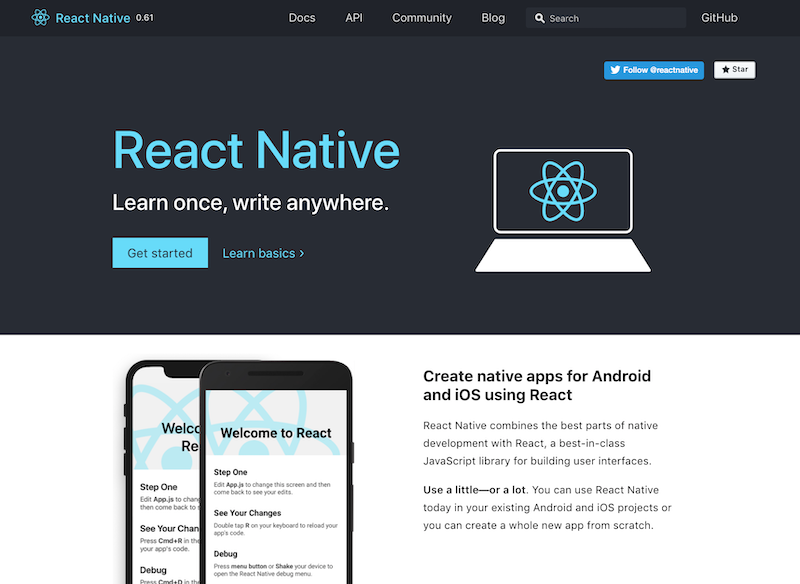 React Native 0.61 Docs API Community Blog Search GitHub
Follow @reactnative Star
React Native
Learn once, write anywhere.
Get started Learn basics ›
Create native apps for Android
and iOS using React
React Native combines the best parts of native
development with React, a best-in-class
JavaScript library for building user interfaces.
Use a little—or a lot. You can use React Native
today in your existing Android and iOS projects or
you can create a whole new app from scratch.
Welco
Re
Step One
Edit App.js to chang
then come back to s
See Your Chan
Press Cmd+R in the
your app's code.
Debug
Press Cmd+D in the
Welcome to React
Step One
Edit App.js to change this screen and then
come back to see your edits.
See Your Changes
Double tap R on your keyboard to reload your
app's code.
Debug
Press menu button or Shake your device to
open the React Native debug menu.